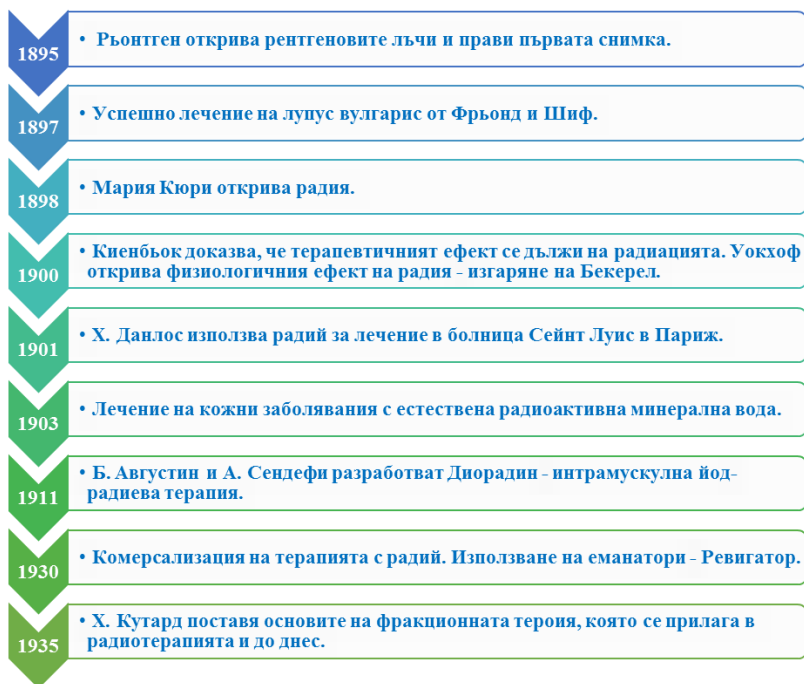 1895
• Рьонтген открива рентгеновите лъчи и прави първата снимка.
1897
• Успешно лечение на лупус вулгарис от Фрьонд и Шиф.
1898
• Мария Кюри открива радия.
1900
• Киенбьок доказва, че терапевтичният ефект се дължи на радиацията. Уокхоф
открива физиологичния ефект на радия - изгаряне на Бекерел.
1901
• Х. Данлос използва радий за лечение в болница Сейнт Луис в Париж.
1903
• Лечение на кожни заболявания с естествена радиоактивна минерална вода.
1911
• Б. Августин и А. Сендефи разработват Диорадин - интрамускулна йод-
радиева терапия.
1930
• Комерсализация на терапията с радий. Използване на еманатори - Ревигатор.
1935
• Х. Кутард поставя основите на фракционната тероия, която се прилага в
радиотерапията и до днес.